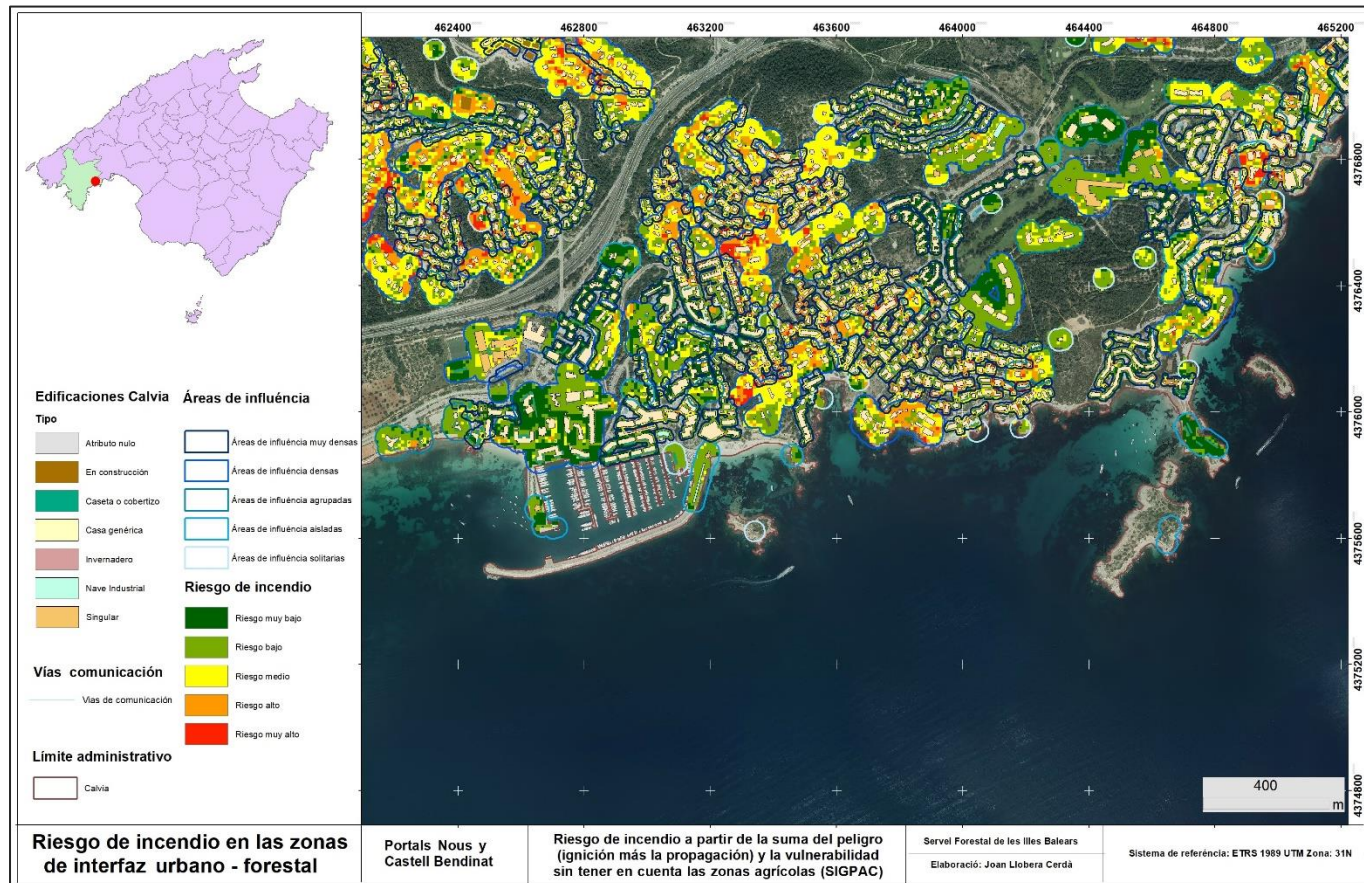 462400 462800 463200 463600 464000 464400 464800 465200
4376800
4376400
4376000
4375600
4375200
4374800
Edificaciones Calvia
Tipo
Atributo nulo
En construcción
Caseta o cobertizo
Casa genérica
Invernadero
Nave Industrial
Singular
Vías comunicación
Vias de comunicación
Límite administrativo
Calvia
Áreas de influéncia
Áreas de influéncia muy densas
Áreas de influéncia densas
Áreas de influéncia agrupadas
Áreas de influéncia aisladas
Áreas de influéncia solitarias
Riesgo de incendio
Riesgo muy bajo
Riesgo bajo
Riesgo medio
Riesgo alto
Riesgo muy alto
400
m
Riesgo de incendio en las zonas
de interfaz urbano - forestal
Portals Nous y
Castell Bendinat
Riesgo de incendio a partir de la suma del peligro
(ignición más la propagación) y la vulnerabilidad
sin tener en cuenta las zonas agrícolas (SIGPAC)
Servei Forestal de les Illes Balears
Elaboració: Joan Llobera Cerdà
Sistema de referéncia: ETRS 1989 UTM Zona: 31N